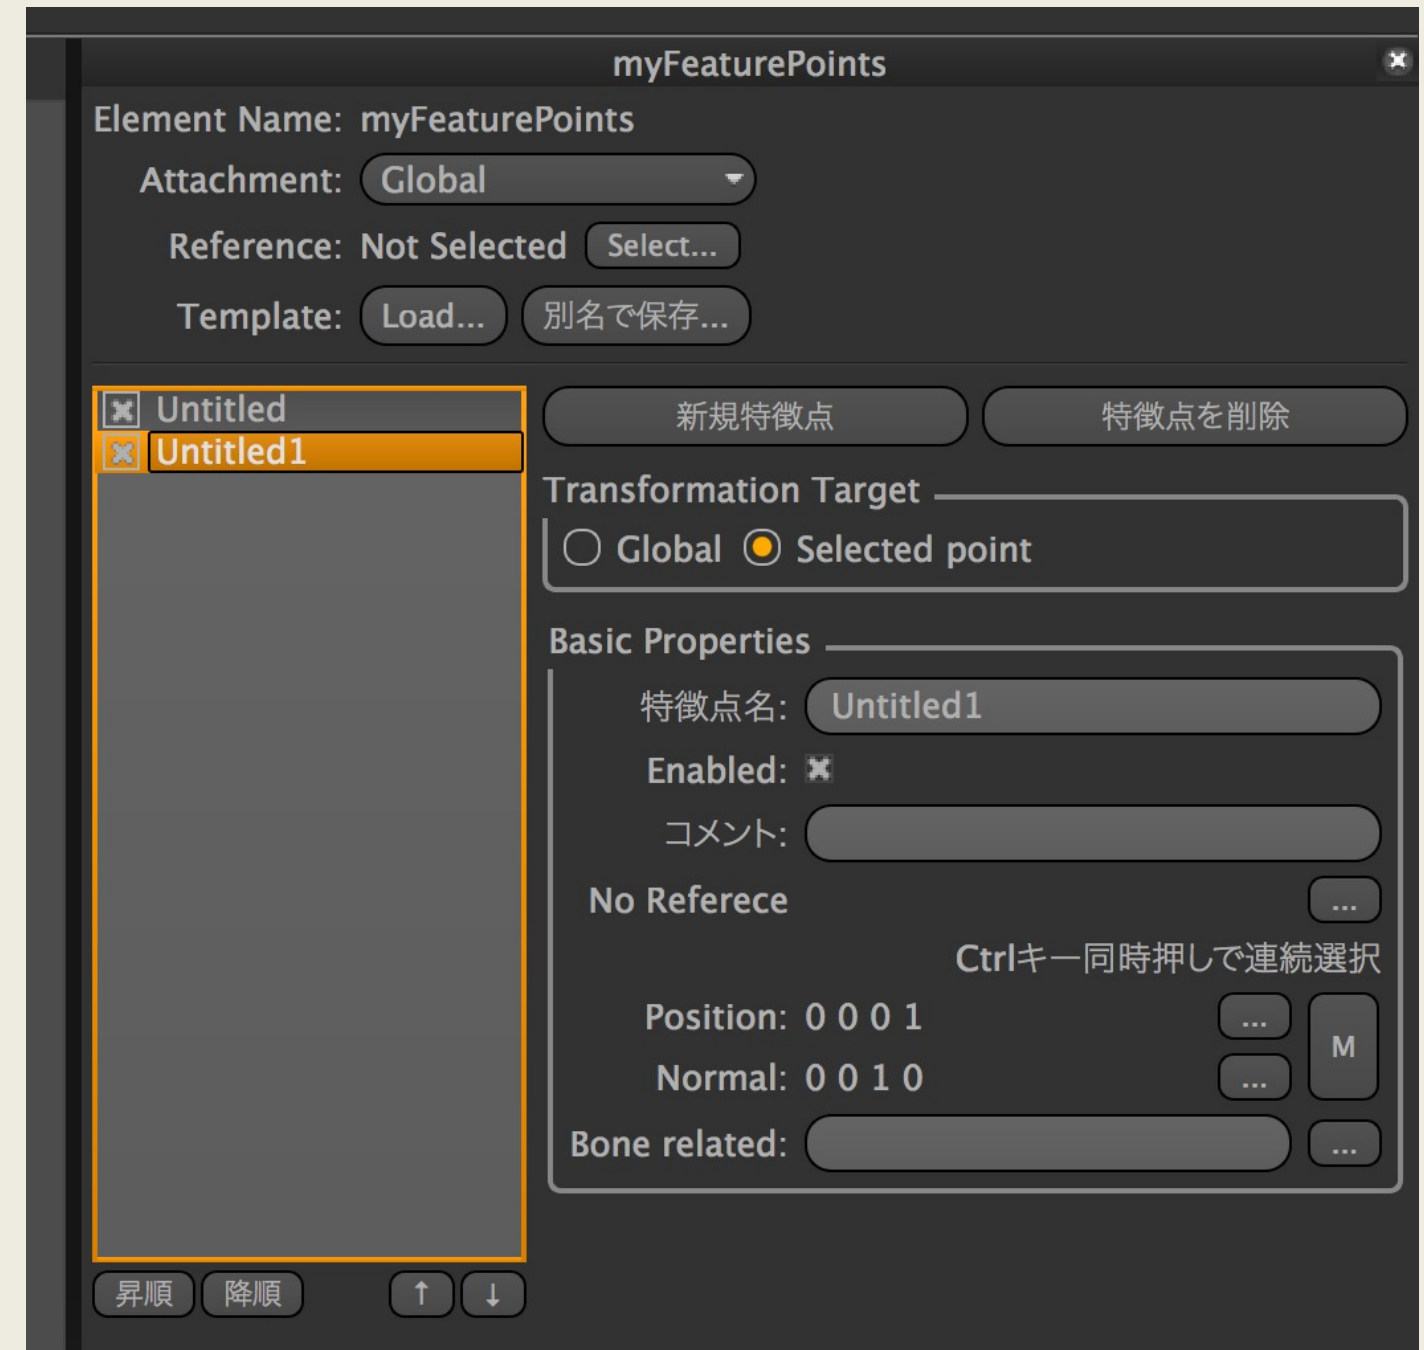 myFeaturePoints
Element Name: myFeaturePoints
Attachment: Global
Reference: Not Selected Select...
Template: Load... 別名で保存...
Untitled
Untitled1
新規特徴点 特徴点を削除
Transformation Target
Global Selected point
Basic Properties
特徴点名: Untitled1
Enabled:
コメント:
No Referece ...
Ctrlキー同時押しで連続選択
Position: 0 0 0 1 ...
M
Normal: 0 0 1 0 ...
Bone related: ...
昇順 降順 ↑ ↓